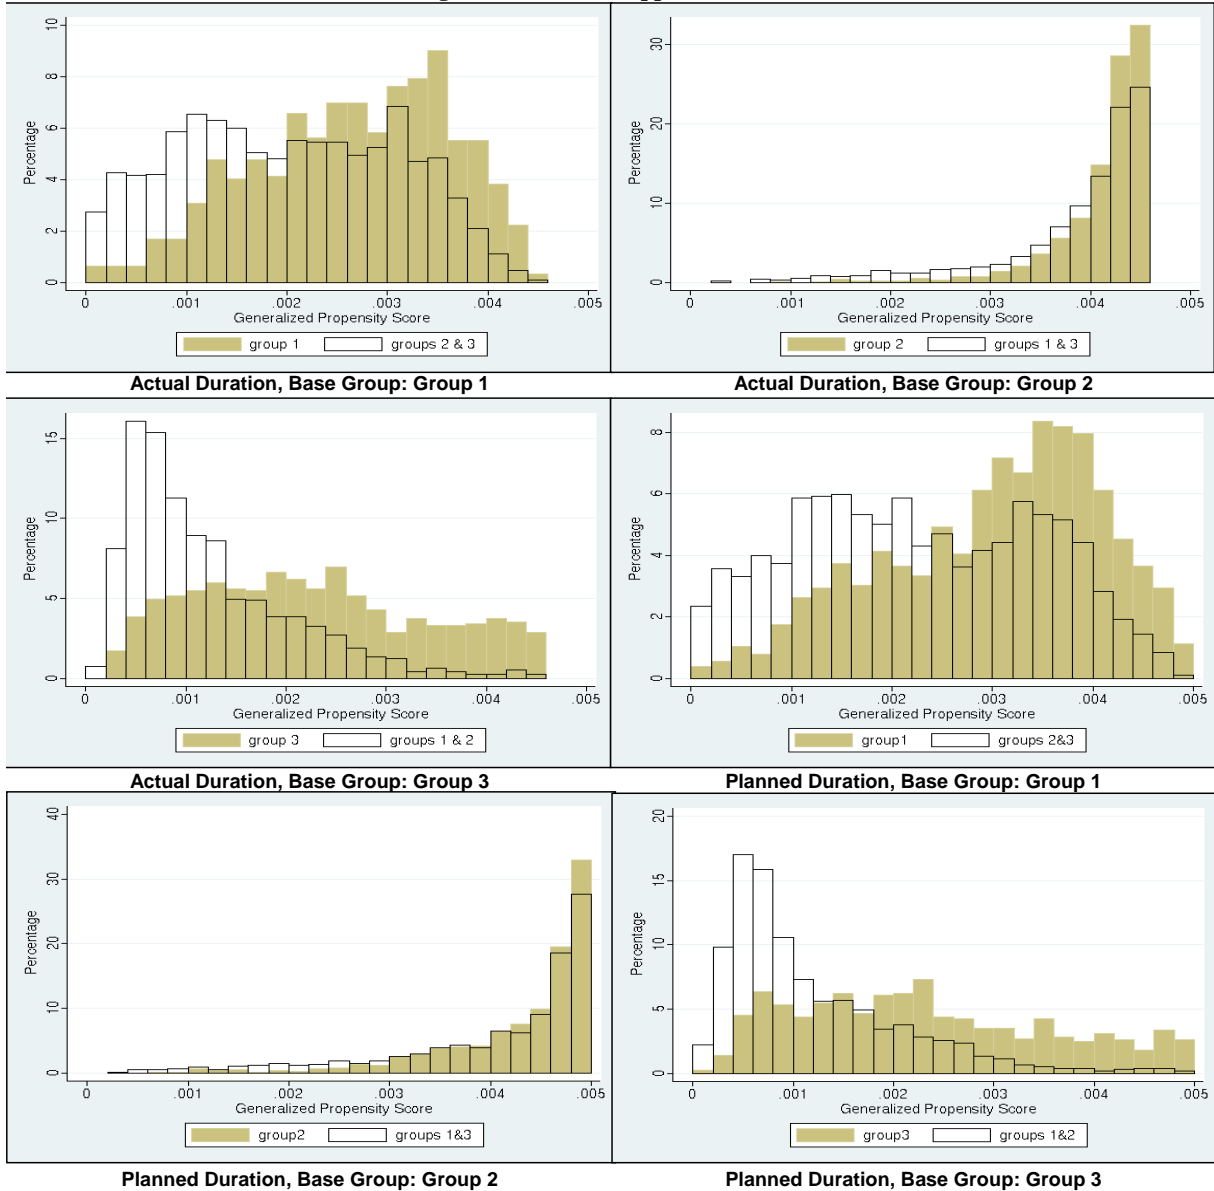 10
8
6
4
2
0
Percentage
0 .001 .002 .003 .004 .005
Generalized Propensity Score
group 1 groups 2 & 3
Actual Duration, Base Group: Group 1
30
20
10
0
Percentage
0 .001 .002 .003 .004 .005
Generalized Propensity Score
group 2 groups 1 & 3
Actual Duration, Base Group: Group 2
15
10
5
0
Percentage
0 .001 .002 .003 .004 .005
Generalized Propensity Score
group 3 groups 1 & 2
Actual Duration, Base Group: Group 3
8
6
4
2
0
Percentage
0 .001 .002 .003 .004 .005
Generalized Propensity Score
group1 groups 2&3
Planned Duration, Base Group: Group 1
40
30
20
10
0
Percentage
0 .001 .002 .003 .004 .005
Generalized Propensity Score
group2 groups 1&3
Planned Duration, Base Group: Group 2
20
15
10
5
0
Percentage
0 .001 .002 .003 .004 .005
Generalized Propensity Score
group3 groups 1&2
Planned Duration, Base Group: Group 3